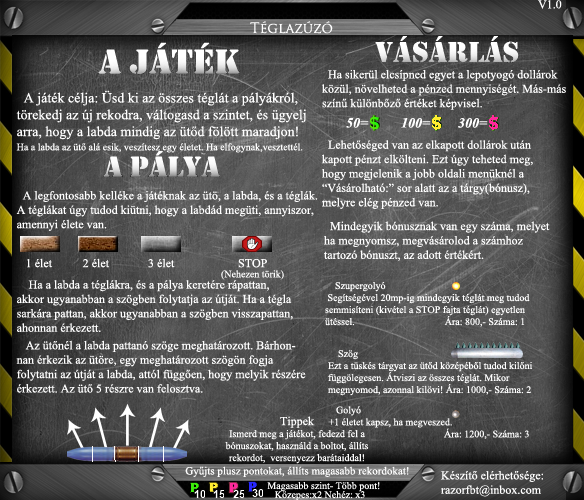 V1.0
Téglazúzó
A JÁTÉK
A játék célja: Üsd ki az összes téglát a pályákról,
törekedj az új rekodra, váltogasd a szintet, és ügyelj
arra, hogy a labda mindig az ütőd fölött maradjon!
Ha a labda az ütő alá esik, veszítesz egy életet. Ha elfogynak,vesztettél.
A PÁLYA
A legfontosabb kelléke a játéknak az ütő, a labda, és a téglák.
A téglákat úgy tudod kiütni, hogy a labdád megüti, annyiszor,
amennyi élete van.
1 élet
2 élet
3 élet
STOP
(Nehezen törik)
Ha a labda a téglákra, és a pálya keretére rápattan,
akkor ugyanabban a szögben folytatja az útját. Ha a tégla
sarkára pattan, akkor ugyanabban a szögben visszapattan,
ahonnan érkezett.
Az ütőnél a labda pattanó szöge meghatározott. Bárhon-
nan érkezik az ütőre, egy meghatározott szögön fogja
folytatni az útját a labda, attól függően, hogy melyik részére
érkezett. Az ütő 5 részre van felosztva.
VÁSÁRLÁS
Ha sikerül elcsípned egyet a lepotyogó dollárok
közül, növelheted a pénzed mennyiségét. Más-más
színű különböző értéket képvisel.
50=$
100=$
300=$
Lehetőséged van az elkapott dollárok után
kapott pénzt elkölteni. Ezt úgy teheted meg,
hogy megjelenik a jobb oldali menüknél a
“Vásárolható:” sor alatt az a tárgy(bónusz),
melyre elég pénzed van.
Mindegyik bónusznak van egy száma, melyet
ha megnyomsz, megvásárolod a számhoz
tartozó bónuszt, az adott értékért.
Szupergolyó
Segítségével 20mp-ig mindegyik téglát meg tudod
semmisíteni (kivétel a STOP fajta téglát) egyetlen
ütéssel.
Ára: 800,- Száma: 1
Szög
Ezt a tüskés tárgyat az ütőd közepéből tudod kilőni
függőlegesen. Átviszi az összes téglát. Mikor
megnyomod, azonnal kilövi! Ára: 1000,- Száma: 2
Golyó
+1 életet kapsz, ha megveszed.
Ára: 1200,- Száma: 3
Tippek
Ismerd meg a játékot, fedezd fel a
bónuszokat, használd a boltot, állíts
rekordot, versenyezz barátaiddal!
Gyűjts plusz pontokat, állíts magasabb rekordokat!
P P P P
10 15 25 30
Magasabb szint- Több pont!
Közepes:x2 Nehéz: x3
Készítő elérhetősége:
razorfbt@inbox.com